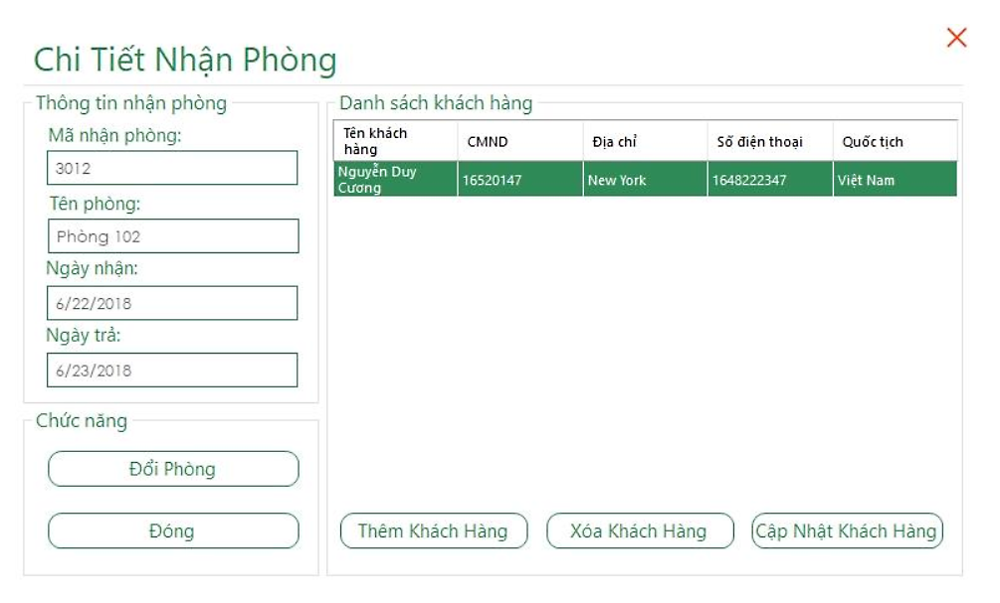 Chi Tiết Nhận Phòng
Thông tin nhận phòng
Mã nhận phòng:
3012
Tên phòng:
Phòng 102
Ngày nhận:
6/22/2018
Ngày trả:
6/23/2018
Chức năng
Đổi Phòng
Đóng
Danh sách khách hàng
Tên khách
hàng
CMND
Địa chỉ
Số điện thoại
Quốc tịch
Nguyễn Duy
Cương
16520147
New York
1648222347
Việt Nam
Thêm Khách Hàng
Xóa Khách Hàng
Cập Nhật Khách Hàng